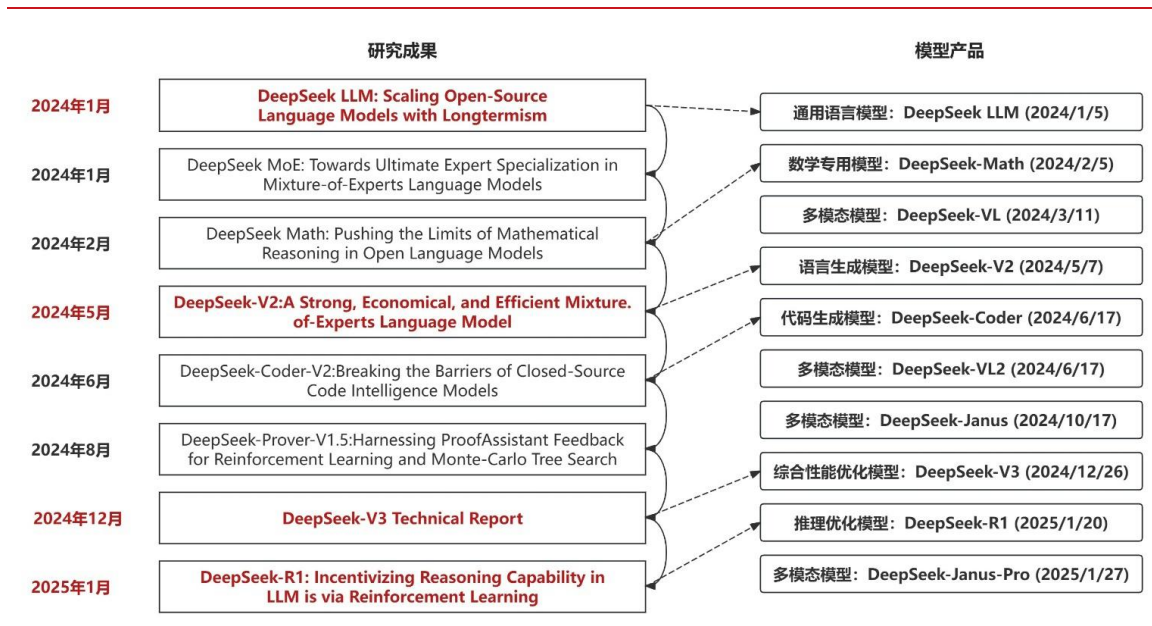 研究成果
模型产品
2024年1月
DeepSeek LLM: Scaling Open-Source
Language Models with Longtermism
2024年1月
DeepSeek MoE: Towards Ultimate Expert Specialization in
Mixture-of-Experts Language Models
2024年2月
DeepSeek Math: Pushing the Limits of Mathematical
Reasoning in Open Language Models
2024年5月
DeepSeek-V2:A Strong, Economical, and Efficient Mixture.
of-Experts Language Model
2024年6月
DeepSeek-Coder-V2:Breaking the Barriers of Closed-Source
Code Intelligence Models
2024年8月
DeepSeek-Prover-V1.5:Harnessing ProofAssistant Feedback
for Reinforcement Learning and Monte-Carlo Tree Search
2024年12月
DeepSeek-V3 Technical Report
2025年1月
DeepSeek-R1: Incentivizing Reasoning Capability in
LLM is via Reinforcement Learning
通用语言模型：DeepSeek LLM (2024/1/5)
数学专用模型：DeepSeek-Math (2024/2/5)
多模态模型：DeepSeek-VL (2024/3/11)
语言生成模型：DeepSeek-V2 (2024/5/7)
代码生成模型：DeepSeek-Coder (2024/6/17)
多模态模型：DeepSeek-VL2 (2024/6/17)
多模态模型：DeepSeek-Janus (2024/10/17)
综合性能优化模型：DeepSeek-V3 (2024/12/26)
推理优化模型：DeepSeek-R1 (2025/1/20)
多模态模型：DeepSeek-Janus-Pro (2025/1/27)